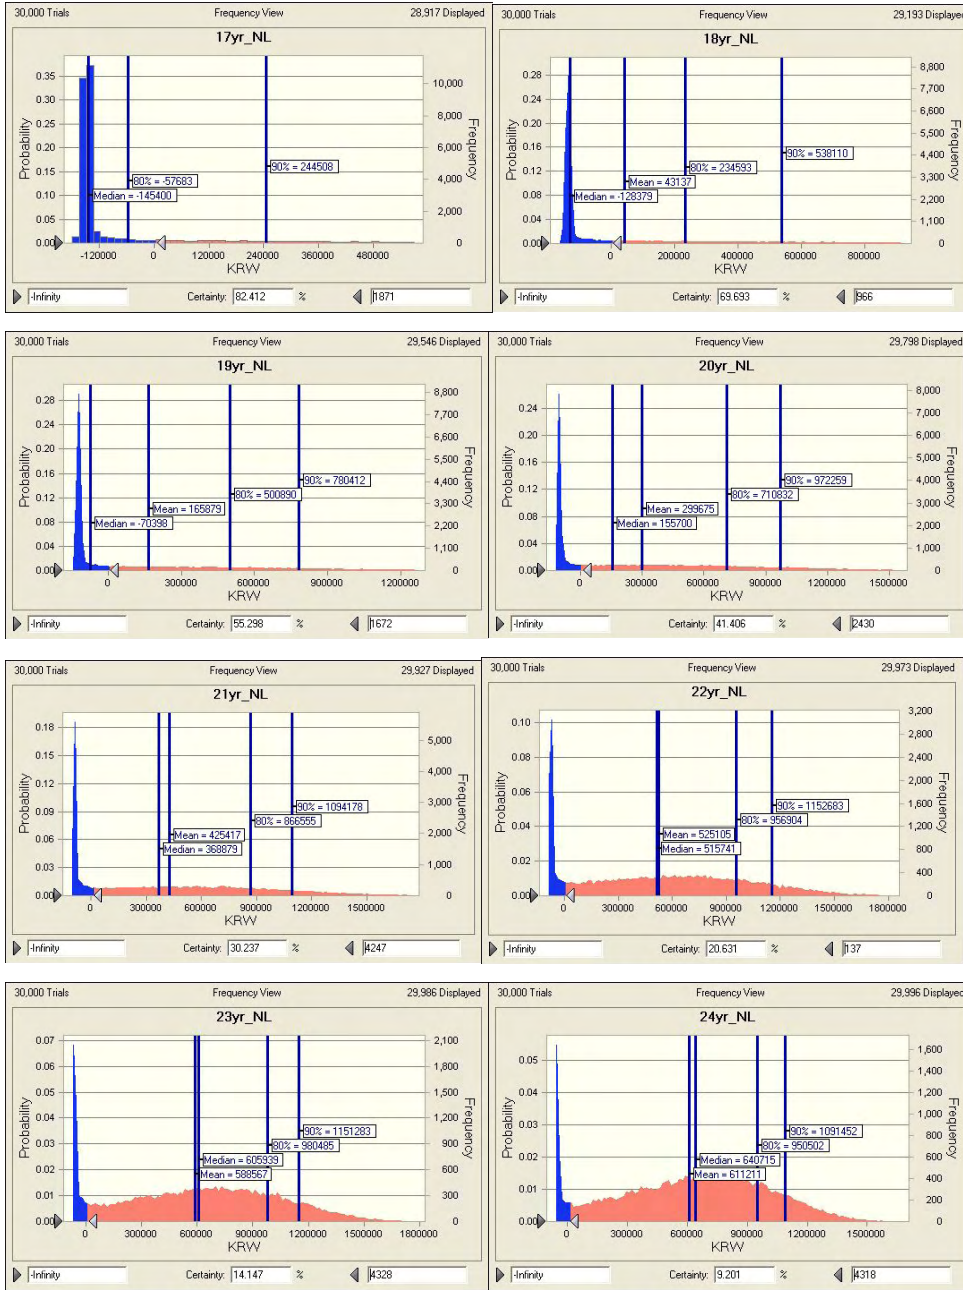 30,000 Trials Frequency View 28,917 Displayed
17yr_NL
0.35
0.30
0.25
0.20
0.15
0.10
0.05
0.00
Probability
10,000
8,000
6,000
4,000
2,000
0
Frequency
90% = 244508
80% = -57683
Median = -145400
-120000 0 120000 240000 360000 480000
KRW
-Infinity Certainty: 82.412 % 1871
30,000 Trials Frequency View 29,193 Displayed
18yr_NL
0.28
0.24
0.20
0.16
0.12
0.08
0.04
0.00
Probability
8,800
7,700
6,600
5,500
4,400
3,300
2,200
1,100
0
Frequency
90% = 538110
80% = 234593
Mean = 43137
Median = -128379
200000 400000 600000 800000
KRW
-Infinity Certainty: 69.693 % 966
30,000 Trials Frequency View 29,546 Displayed
19yr_NL
0.28
0.24
0.20
0.16
0.12
0.08
0.04
0.00
Probability
8,800
7,700
6,600
5,500
4,400
3,300
2,200
1,100
0
Frequency
90% = 780412
80% = 500890
Mean = 165879
Median = -70398
0 300000 600000 900000 1200000
KRW
-Infinity Certainty: 55.298 % 1672
30,000 Trials Frequency View 29,798 Displayed
20yr_NL
0.24
0.20
0.16
0.12
0.08
0.04
0.00
Probability
8,000
7,000
6,000
5,000
4,000
3,000
2,000
1,000
0
Frequency
90% = 972259
80% = 710832
Mean = 299675
Median = 155700
0 300000 600000 900000 1200000 1500000
KRW
-Infinity Certainty: 41.406 % 2430
30,000 Trials Frequency View 29,927 Displayed
21yr_NL
0.18
0.15
0.12
0.09
0.06
0.03
0.00
Probability
5,000
4,000
3,000
2,000
1,000
0
Frequency
90% = 1094178
80% = 866555
Mean = 425417
Median = 368879
0 300000 600000 900000 1200000 1500000
KRW
-Infinity Certainty: 30.237 % 4247
30,000 Trials Frequency View 29,973 Displayed
22yr_NL
0.10
0.08
0.06
0.04
0.02
0.00
Probability
3,200
2,800
2,400
2,000
1,600
1,200
800
400
0
Frequency
90% = 1152683
80% = 956904
Mean = 525105
Median = 515741
0 300000 600000 900000 1200000 1500000 1800000
KRW
-Infinity Certainty: 20.631 % 137
30,000 Trials Frequency View 29,986 Displayed
23yr_NL
0.07
0.06
0.05
0.04
0.03
0.02
0.01
0.00
Probability
2,100
1,800
1,500
1,200
900
600
300
0
Frequency
90% = 1151283
80% = 980485
Median = 605939
Mean = 588567
0 300000 600000 900000 1200000 1500000 1800000
KRW
-Infinity Certainty: 14.147 % 4328
30,000 Trials Frequency View 29,996 Displayed
24yr_NL
0.05
0.04
0.03
0.02
0.01
0.00
Probability
1,600
1,400
1,200
1,000
800
600
400
200
0
Frequency
90% = 1091452
80% = 950502
Median = 640715
Mean = 611211
0 300000 600000 900000 1200000 1500000
KRW
-Infinity Certainty: 9.201 % 4318